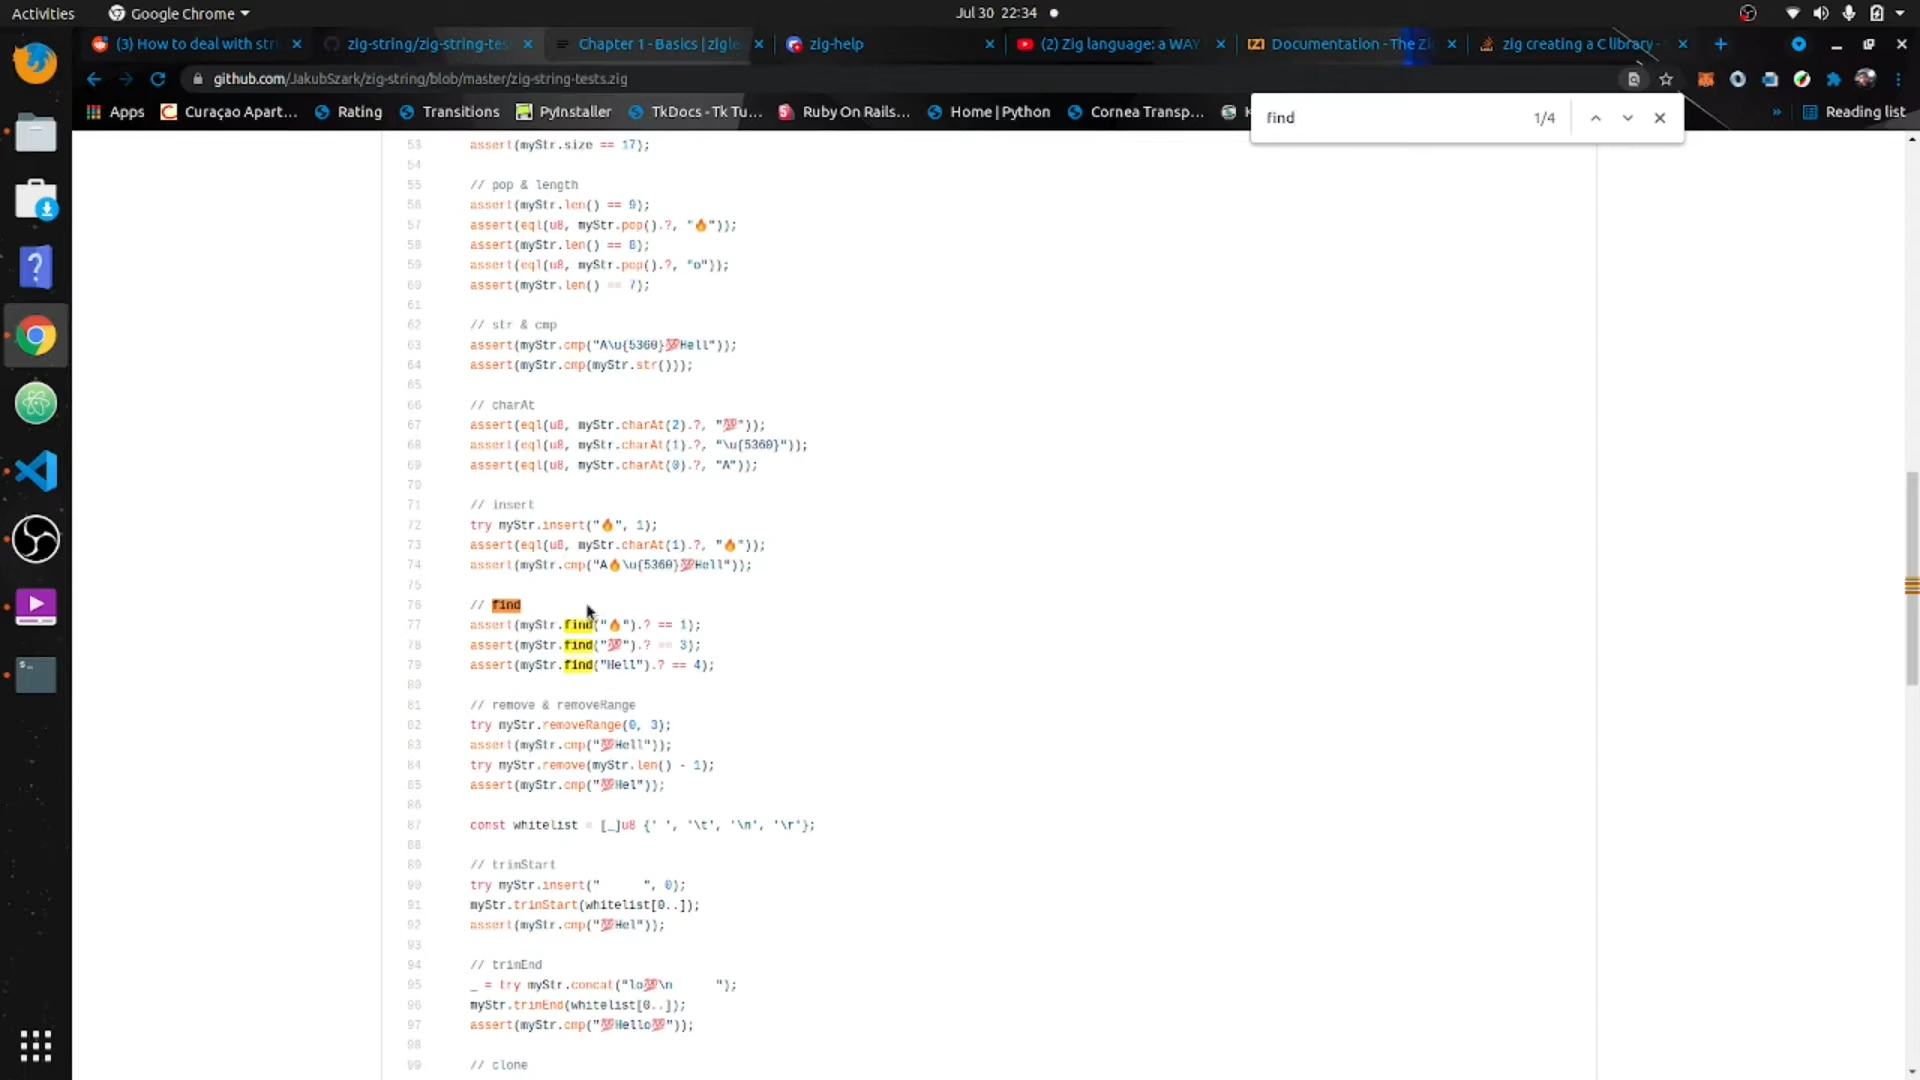 Activities
Google Chrome
Jul 30 22:34
(3) How to deal with stri
zig-string/zig-string-tes
Chapter 1 - Basics | zigle
zig-help
(2) Zig language: a WAY
Documentation - The Zi
zig creating a C library -
github.com/JakubSzark/zig-string/blob/master/zig-string-tests.zig
Apps
Curaçao Apart...
Rating
Transitions
PyInstaller
TkDocs - Tk Tu...
Ruby On Rails...
Home | Python
Cornea Transp...
Reading list
find 1/4
53 assert(myStr.size == 17);
54
55 // pop & length
56 assert(myStr.len() == 9);
57 assert(eql(u8, myStr.pop().?, "🔥"));
58 assert(myStr.len() == 8);
59 assert(eql(u8, myStr.pop().?, "o"));
60 assert(myStr.len() == 7);
61
62 // str & cmp
63 assert(myStr.cmp("A\u{5360}💯Hell"));
64 assert(myStr.cmp(myStr.str()));
65
66 // charAt
67 assert(eql(u8, myStr.charAt(2).?, "💯"));
68 assert(eql(u8, myStr.charAt(1).?, "\u{5360}"));
69 assert(eql(u8, myStr.charAt(0).?, "A"));
70
71 // insert
72 try myStr.insert("🔥", 1);
73 assert(eql(u8, myStr.charAt(1).?, "🔥"));
74 assert(myStr.cmp("A🔥\u{5360}💯Hell"));
75
76 // find
77 assert(myStr.find("🔥").? == 1);
78 assert(myStr.find("💯").? == 3);
79 assert(myStr.find("Hell").? == 4);
80
81 // remove & removeRange
82 try myStr.removeRange(0, 3);
83 assert(myStr.cmp("💯Hell"));
84 try myStr.remove(myStr.len() - 1);
85 assert(myStr.cmp("💯Hel"));
86
87 const whitelist = [_]u8 {' ', '\t', '\n', '\r'};
88
89 // trimStart
90 try myStr.insert("      ", 0);
91 myStr.trimStart(whitelist[0..]);
92 assert(myStr.cmp("💯Hel"));
93
94 // trimEnd
95 _ = try myStr.concat("lo💯\n      ");
96 myStr.trimEnd(whitelist[0..]);
97 assert(myStr.cmp("💯Hello💯"));
98
99 // clone